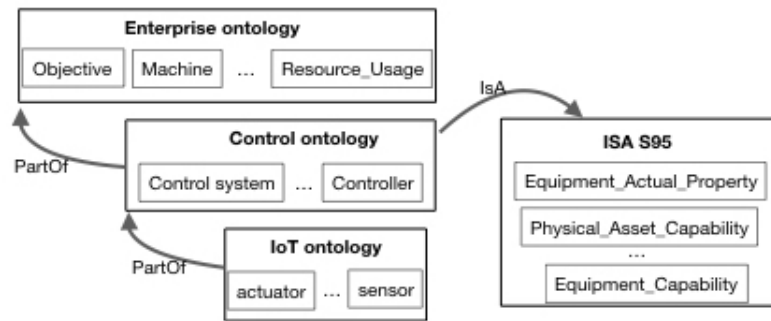 Enterprise ontology
Objective Machine ... Resource_Usage
IsA
Control ontology
PartOf
Control system ... Controller
IoT ontology
PartOf
actuator ... sensor
ISA S95
Equipment_Actual_Property
Physical_Asset_Capability
...
Equipment_Capability